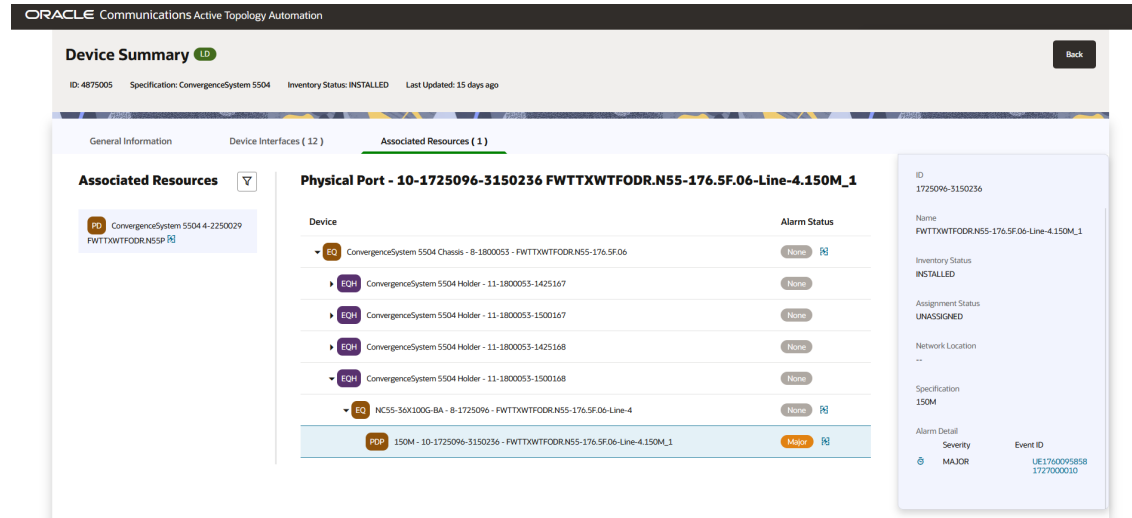 ORACLE Communications Active Topology Automation
Device Summary LD
Back
ID: 4875005 Specification: ConvergenceSystem 5504 Inventory Status: INSTALLED Last Updated: 15 days ago
General Information Device Interfaces ( 12 ) Associated Resources ( 1 )
Associated Resources
PD ConvergenceSystem 5504 4-2250029
FWTTXWTFODR.N55P
Physical Port - 10-1725096-3150236 FWTTXWTFODR.N55-176.5F.06-Line-4.150M_1
Device Alarm Status
EQ ConvergenceSystem 5504 Chassis - 8-1800053 - FWTTXWTFODR.N55-176.5F.06 None
EQH ConvergenceSystem 5504 Holder - 11-1800053-1425167 None
EQH ConvergenceSystem 5504 Holder - 11-1800053-1500167 None
EQH ConvergenceSystem 5504 Holder - 11-1800053-1425168 None
EQH ConvergenceSystem 5504 Holder - 11-1800053-1500168 None
EQ NC55-36X100G-BA - 8-1725096 - FWTTXWTFODR.N55-176.5F.06-Line-4 None
PDP 150M - 10-1725096-3150236 - FWTTXWTFODR.N55-176.5F.06-Line-4.150M_1 Major
ID
1725096-3150236
Name
FWTTXWTFODR.N55-176.5F.06-Line-4.150M_1
Inventory Status
INSTALLED
Assignment Status
UNASSIGNED
Network Location
--
Specification
150M
Alarm Detail
Severity Event ID
MAJOR UE1760095858
1727000010